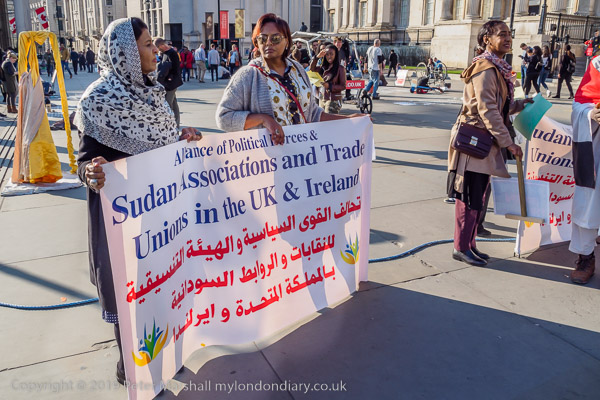 Alliance of Political Forces &
Sudan Associations and Trade
Unions in the UK & Ireland
تحالف القوى السياسية و الهيئة التنسيقية
للنقابات و الروابط السودانية
بالمملكة المتحدة و ايرلندا
Sudan
Unions in
Copyright © Peter Marshall mylondondiary.co.uk